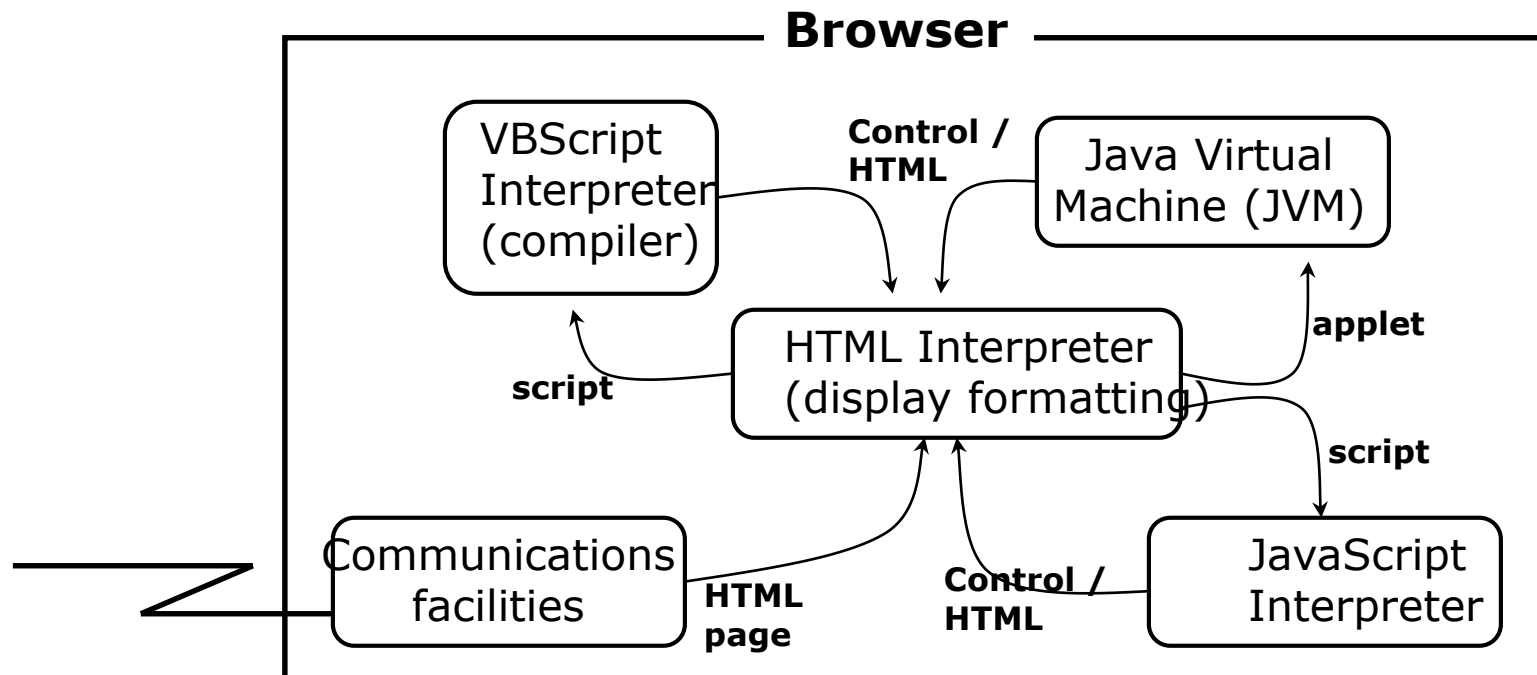 Browser
VBScript
Interpreter
(compiler)
Control /
HTML
Java Virtual
Machine (JVM)
HTML Interpreter
(display formatting)
applet
script
script
Communications
facilities
HTML
page
Control /
HTML
JavaScript
Interpreter